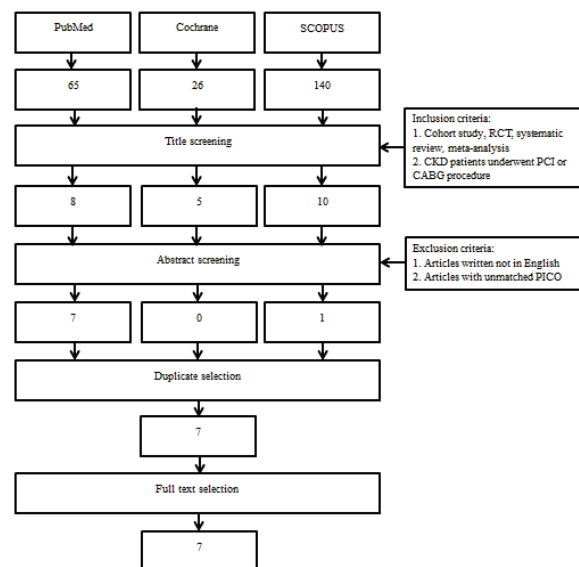 PubMed
Cochrane
SCOPUS
65
26
140
Inclusion criteria:
1. Cohort study, RCT, systematic
review, meta-analysis
2. CKD patients underwent PCI or
CABG procedure
Title screening
8
5
10
Exclusion criteria:
1. Articles written not in English
2. Articles with unmatched PICO
Abstract screening
7
0
1
Duplicate selection
7
Full text selection
7